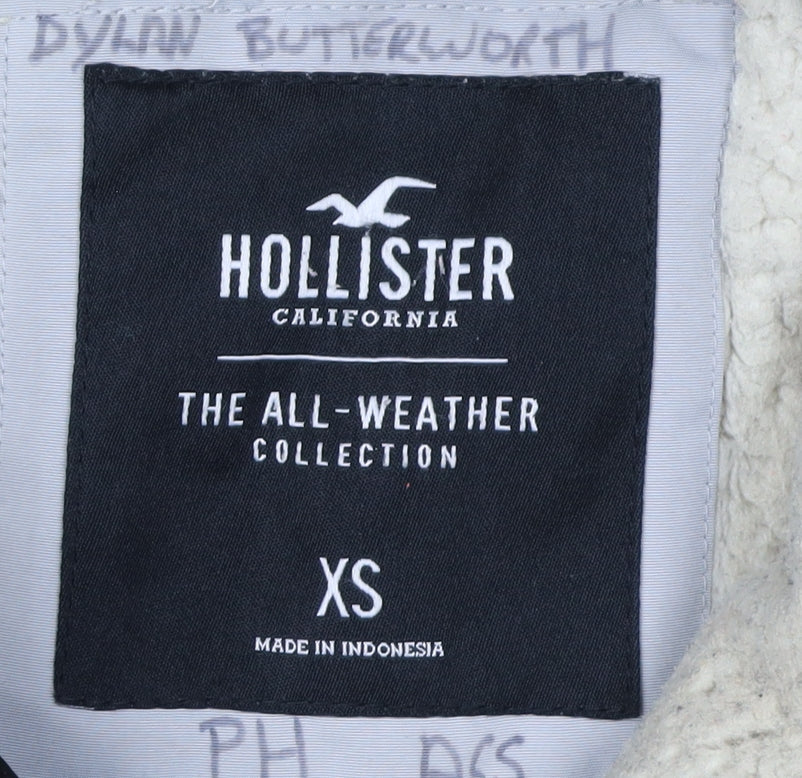 DYLAN BUTTERWORTH
HOLLISTER
CALIFORNIA
THE ALL-WEATHER
COLLECTION
XS
MADE IN INDONESIA
PH